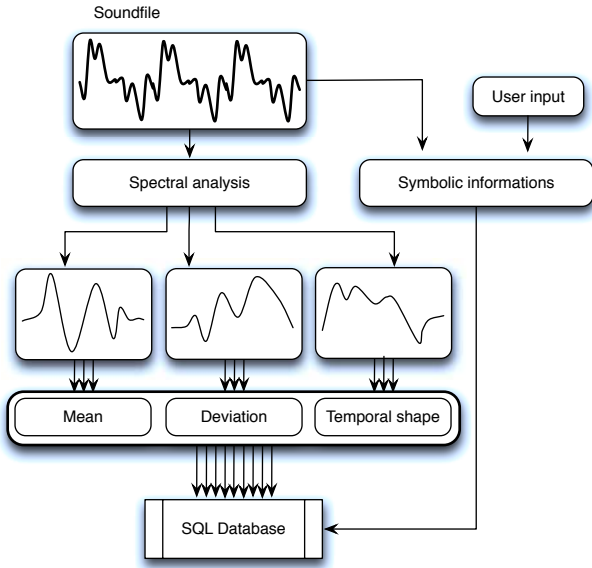 Soundfile
User input
Spectral analysis
Symbolic informations
Mean
Deviation
Temporal shape
SQL Database